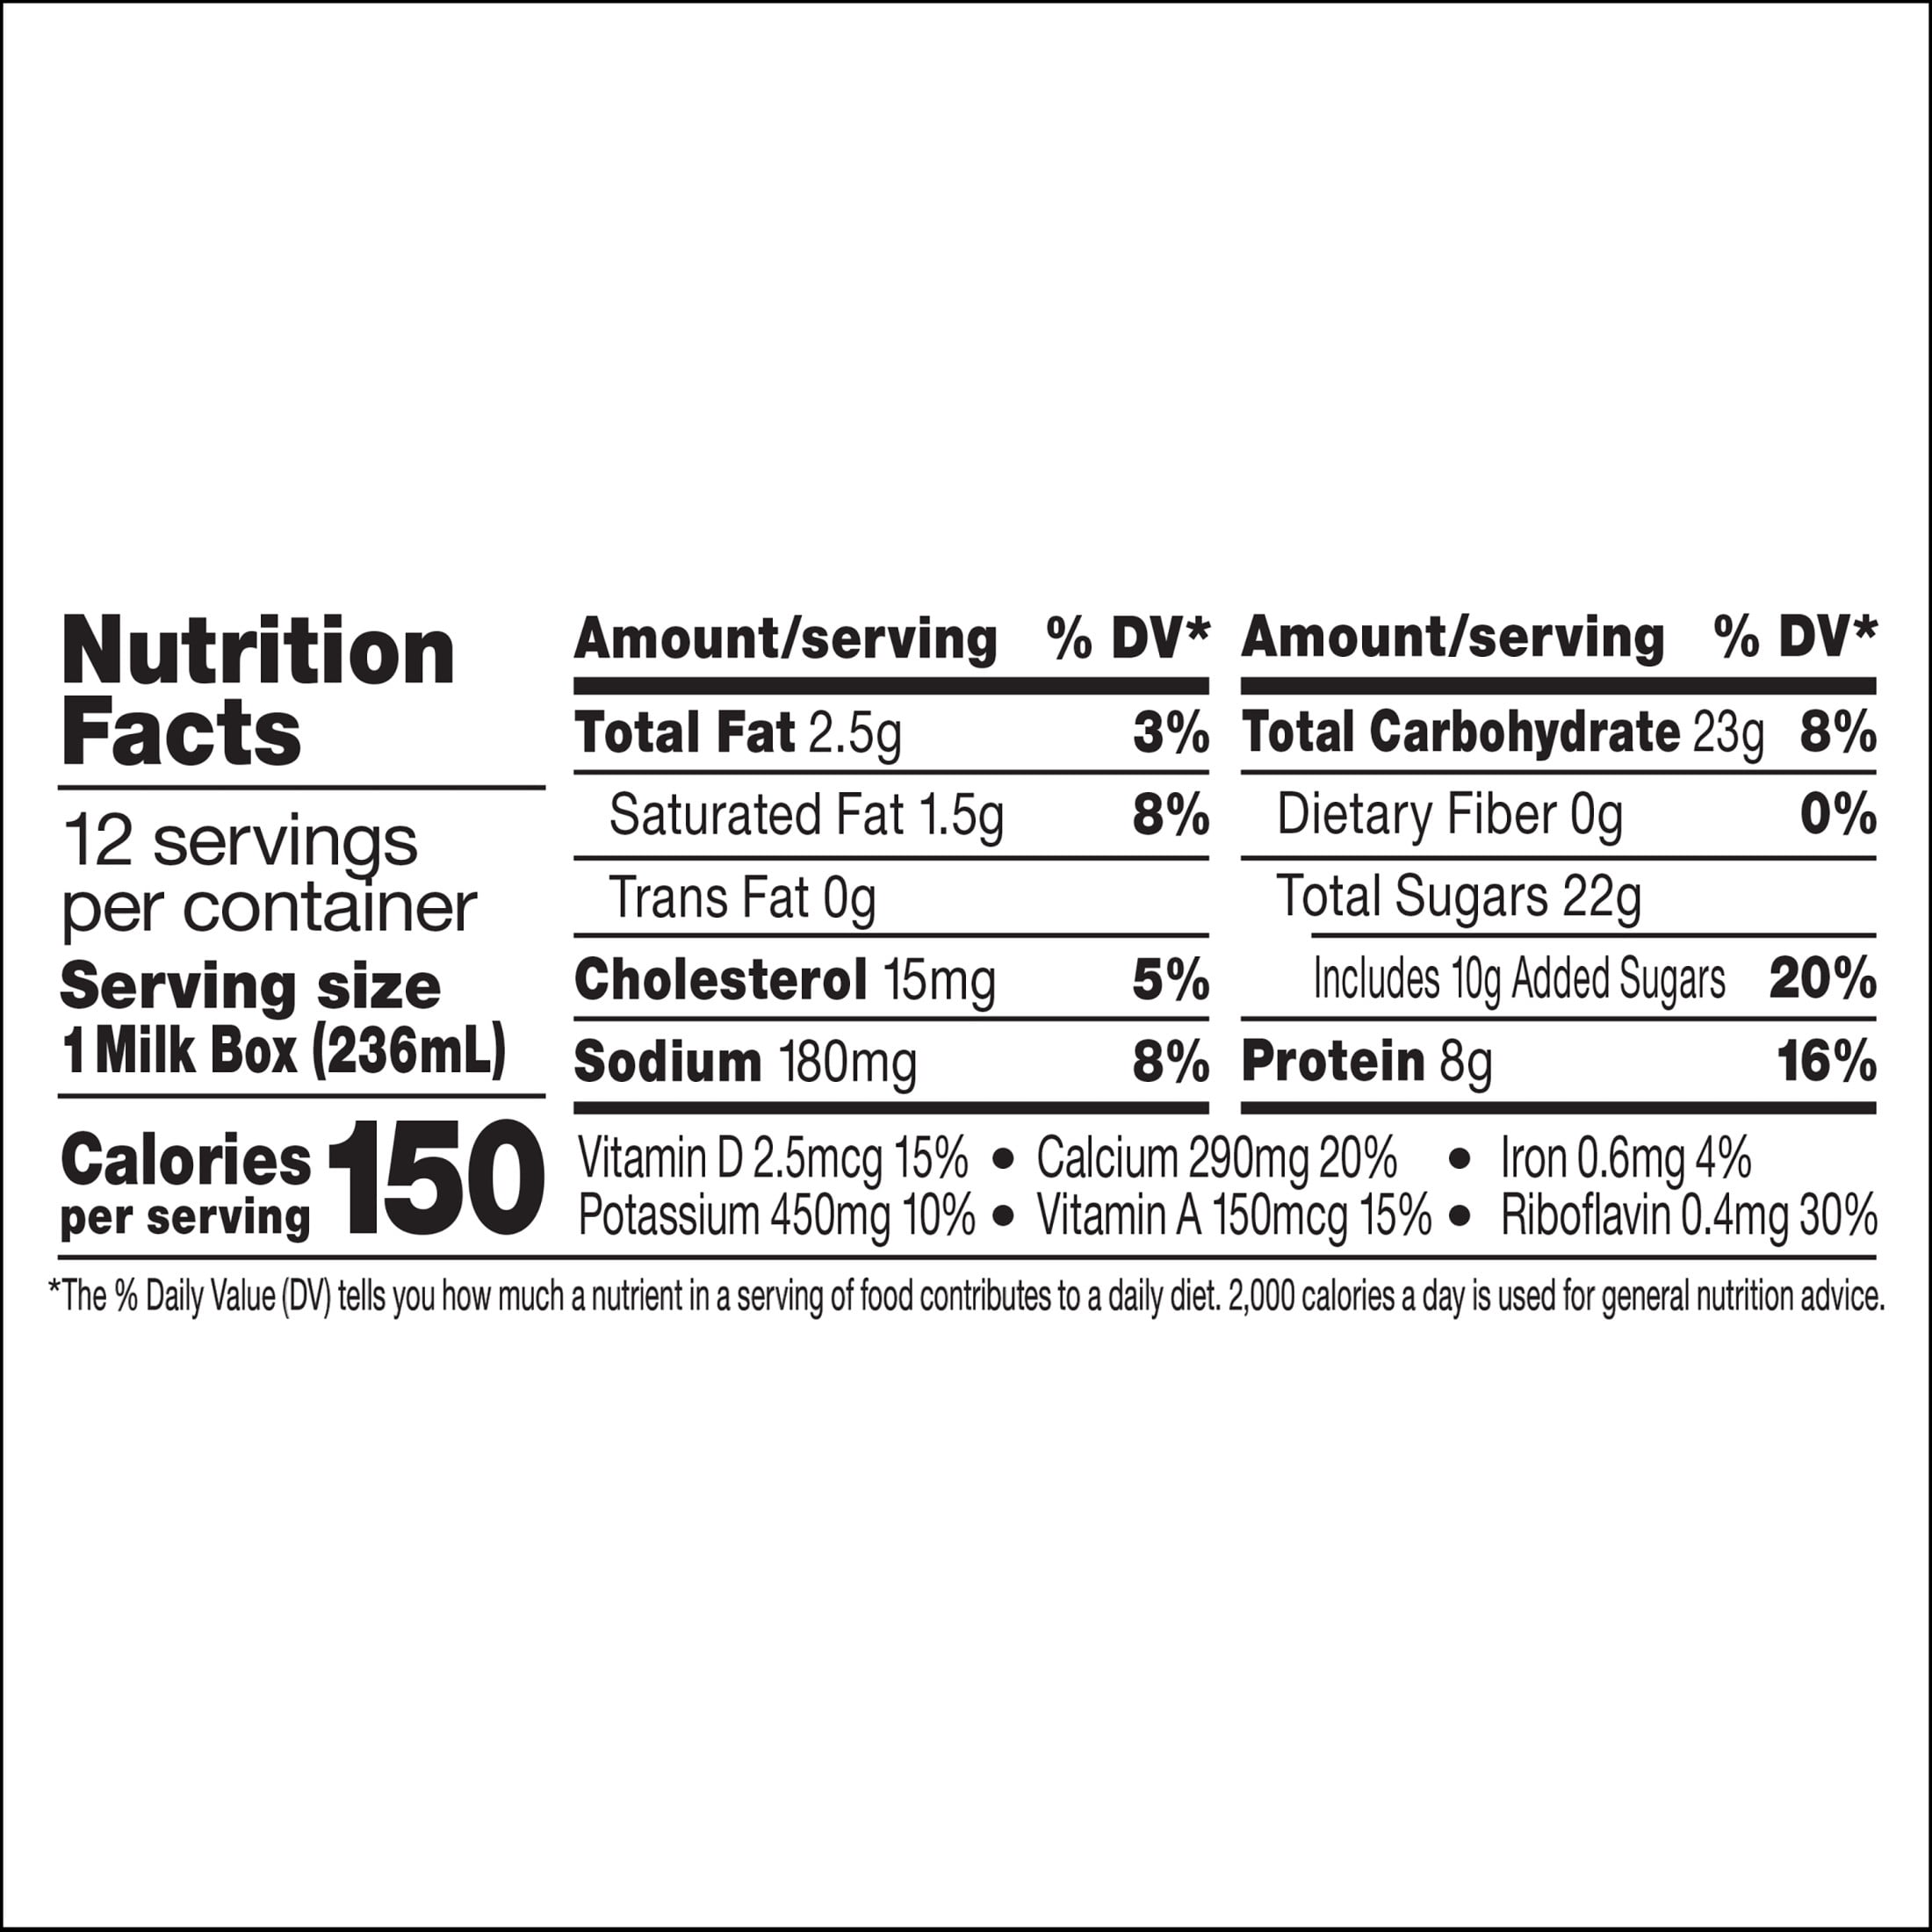 Nutrition
Facts
12 servings
per container
Serving size
1 Milk Box (236mL)
Calories
per serving
150
Amount/serving % DV*
Total Fat 2.5g 3%
Saturated Fat 1.5g 8%
Trans Fat 0g
Cholesterol 15mg 5%
Sodium 180mg 8%
Amount/serving % DV*
Total Carbohydrate 23g 8%
Dietary Fiber 0g 0%
Total Sugars 22g
Includes 10g Added Sugars 20%
Protein 8g 16%
Vitamin D 2.5mcg 15% • Calcium 290mg 20% • Iron 0.6mg 4%
Potassium 450mg 10% • Vitamin A 150mcg 15% • Riboflavin 0.4mg 30%
*The % Daily Value (DV) tells you how much a nutrient in a serving of food contributes to a daily diet. 2,000 calories a day is used for general nutrition advice.